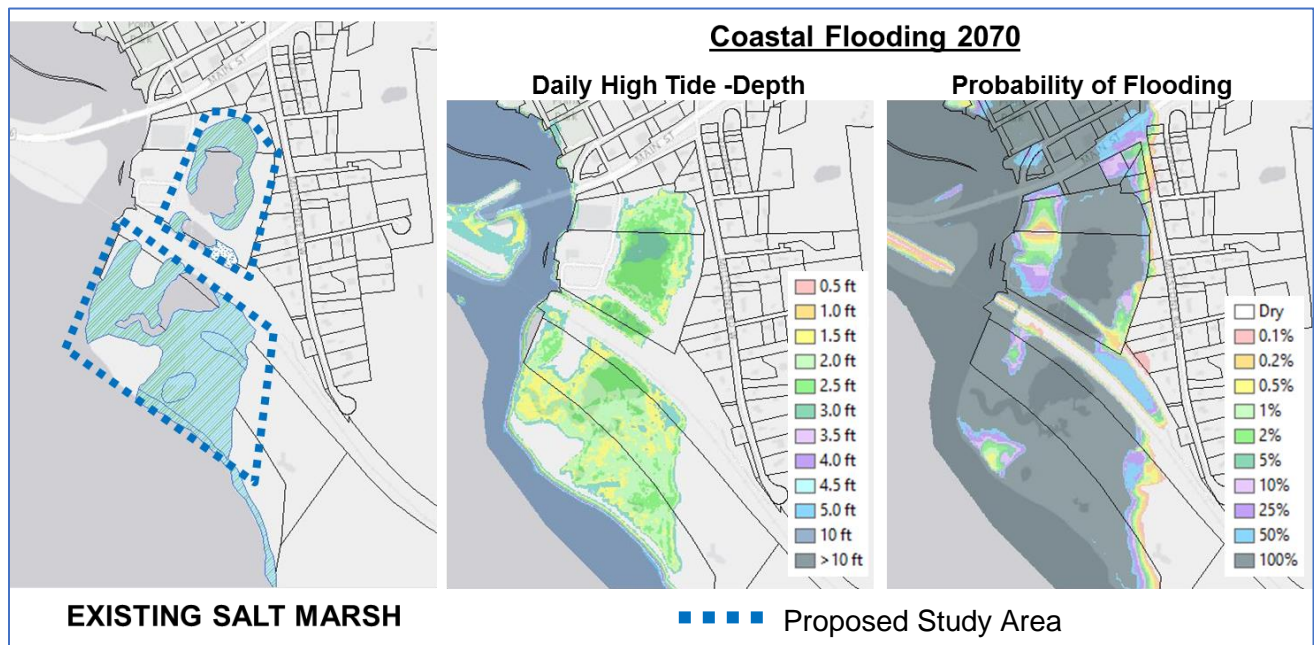 Coastal Flooding 2070
Daily High Tide -Depth
Probability of Flooding
MAIN ST
MAIN ST
MAIN ST
0.5 ft
1.0 ft
1.5 ft
2.0 ft
2.5 ft
3.0 ft
3.5 ft
4.0 ft
4.5 ft
5.0 ft
10 ft
> 10 ft
Dry
0.1%
0.2%
0.5%
1%
2%
5%
10%
25%
50%
100%
EXISTING SALT MARSH
Proposed Study Area